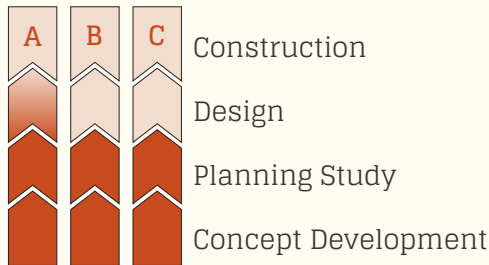 A B C
Construction
Design
Planning Study
Concept Development